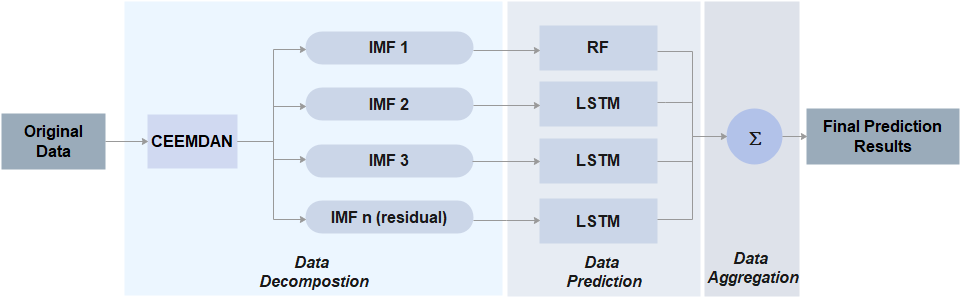 Original
Data
CEEMDAN
IMF 1
IMF 2
IMF 3
IMF n (residual)
Data
Decompostion
RF
LSTM
LSTM
LSTM
Data
Prediction
Σ
Data
Aggregation
Final Prediction
Results